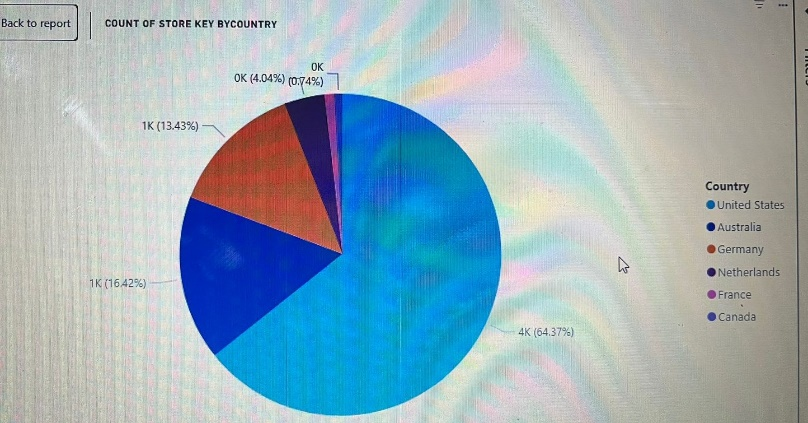 Back to report
COUNT OF STORE KEY BYCOUNTRY
0K
0K (4.04%)
(0.74%)
1K (13.43%)
1K (16.42%)
4K (64.37%)
Country
United States
Australia
Germany
Netherlands
France
Canada